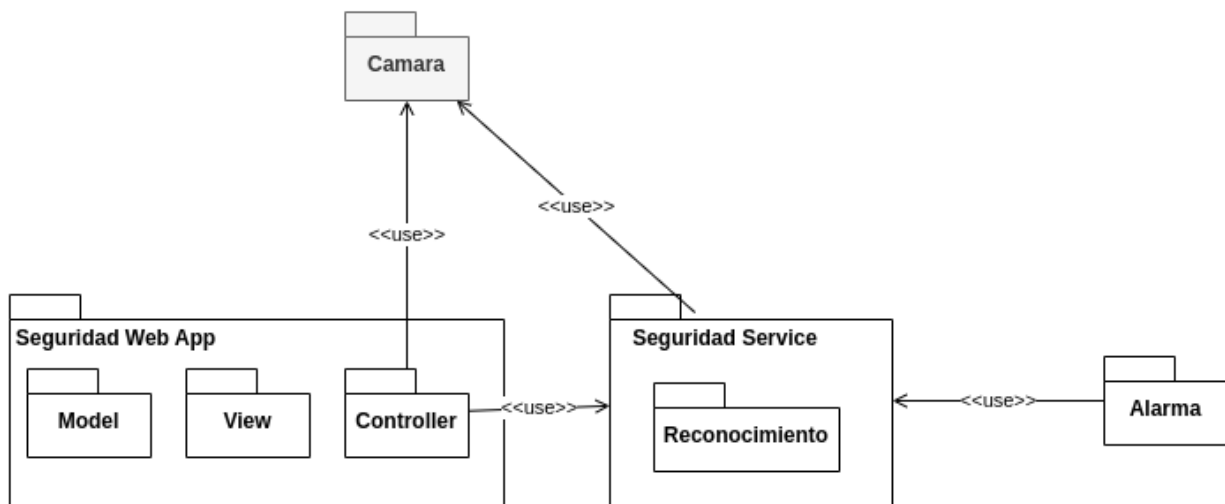 Camara
<<use>>
<<use>>
Seguridad Web App
Seguridad Service
Model
View
Controller
<<use>>
Reconocimiento
<<use>>
Alarma